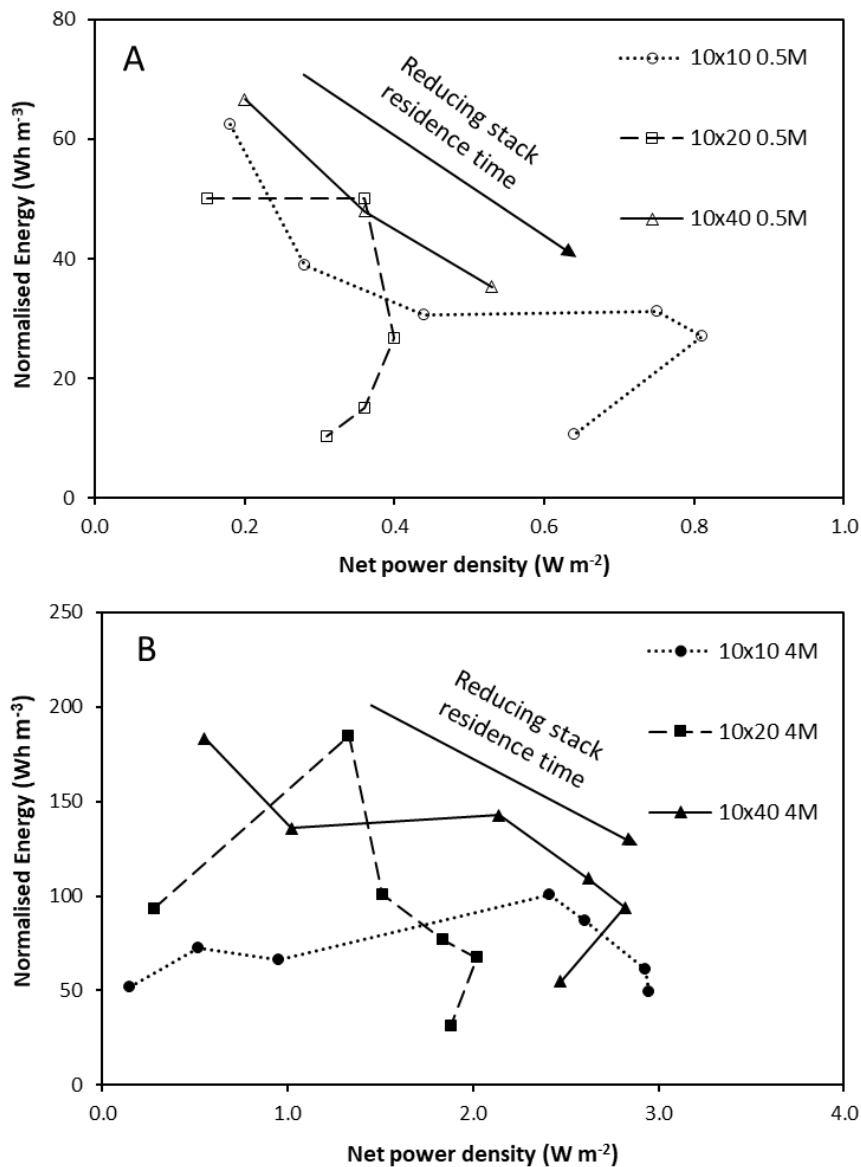 80
60
40
20
0
Normalised Energy (Wh m⁻³)
A
Reducing stack
residence time
10x10 0.5M
10x20 0.5M
10x40 0.5M
0.0 0.2 0.4 0.6 0.8 1.0
Net power density (W m⁻²)
250
200
150
100
50
0
Normalised Energy (Wh m⁻³)
B
Reducing stack
residence time
10x10 4M
10x20 4M
10x40 4M
0.0 1.0 2.0 3.0 4.0
Net power density (W m⁻²)